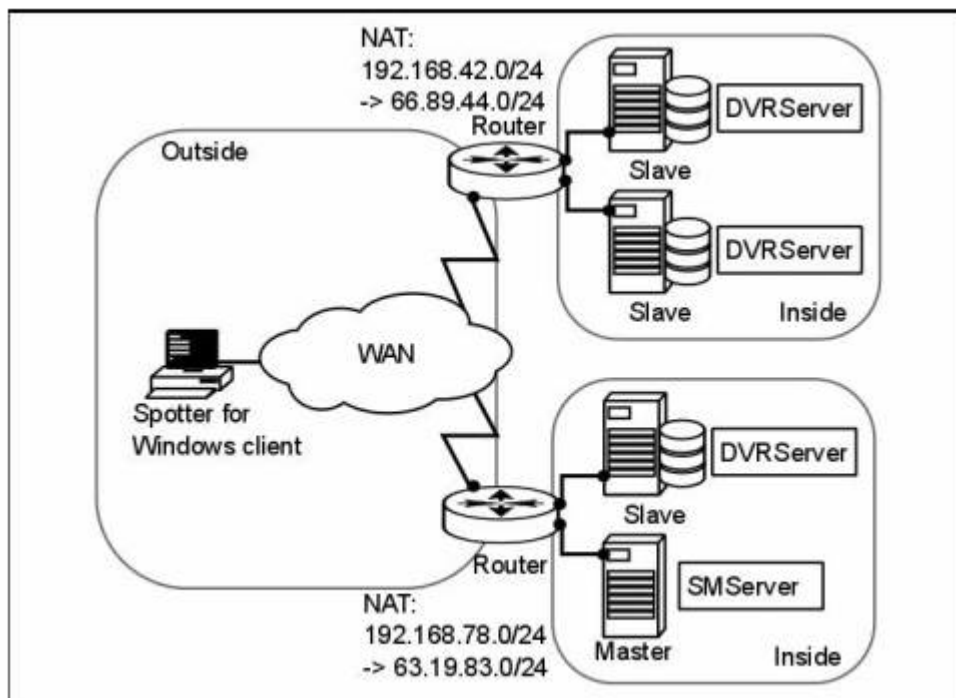 NAT:
192.168.42.0/24
-> 66.89.44.0/24
Router
Outside
DVRServer
Slave
DVRServer
Slave
Inside
WAN
Spotter for
Windows client
DVRServer
Slave
Router
SMServer
NAT:
192.168.78.0/24
-> 63.19.83.0/24
Master
Inside